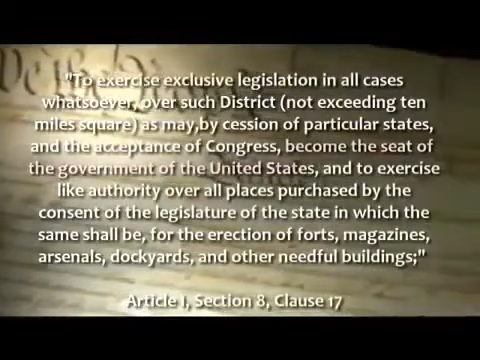 We the
"To exercise exclusive legislation in all cases
whatsoever, over such District (not exceeding ten
miles square) as may,by cession of particular states,
and the acceptance of Congress, become the seat of
the government of the United States, and to exercise
like authority over all places purchased by the
consent of the legislature of the state in which the
same shall be, for the erection of forts, magazines,
arsenals, dockyards, and other needful buildings;"
Article I, Section 8, Clause 17